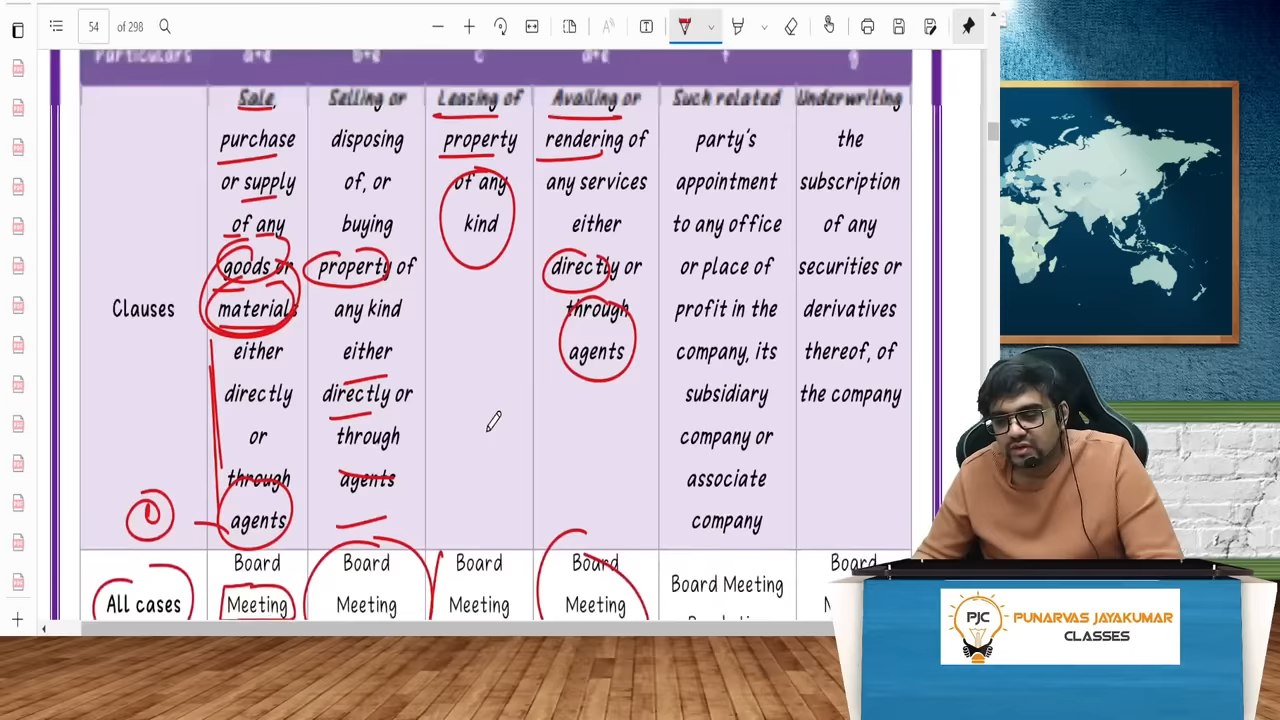 54 of 298
Particulars a+e b+e c d+e f g
Clauses
Sale,
purchase
or supply
of any
goods or
materials
either
directly
or
through
agents
Selling or
disposing
of, or
buying
property of
any kind
either
directly or
through
agents
Leasing of
property
of any
kind
Availing or
rendering of
any services
either
directly or
through
agents
Such related
party's
appointment
to any office
or place of
profit in the
company, its
subsidiary
company or
associate
company
Underwriting
the
subscription
of any
securities or
derivatives
thereof, of
the company
All cases
Board
Meeting
Board
Meeting
Board
Meeting
Board
Meeting
Board Meeting
Board
PJC
PUNARVAS JAYAKUMAR
CLASSES